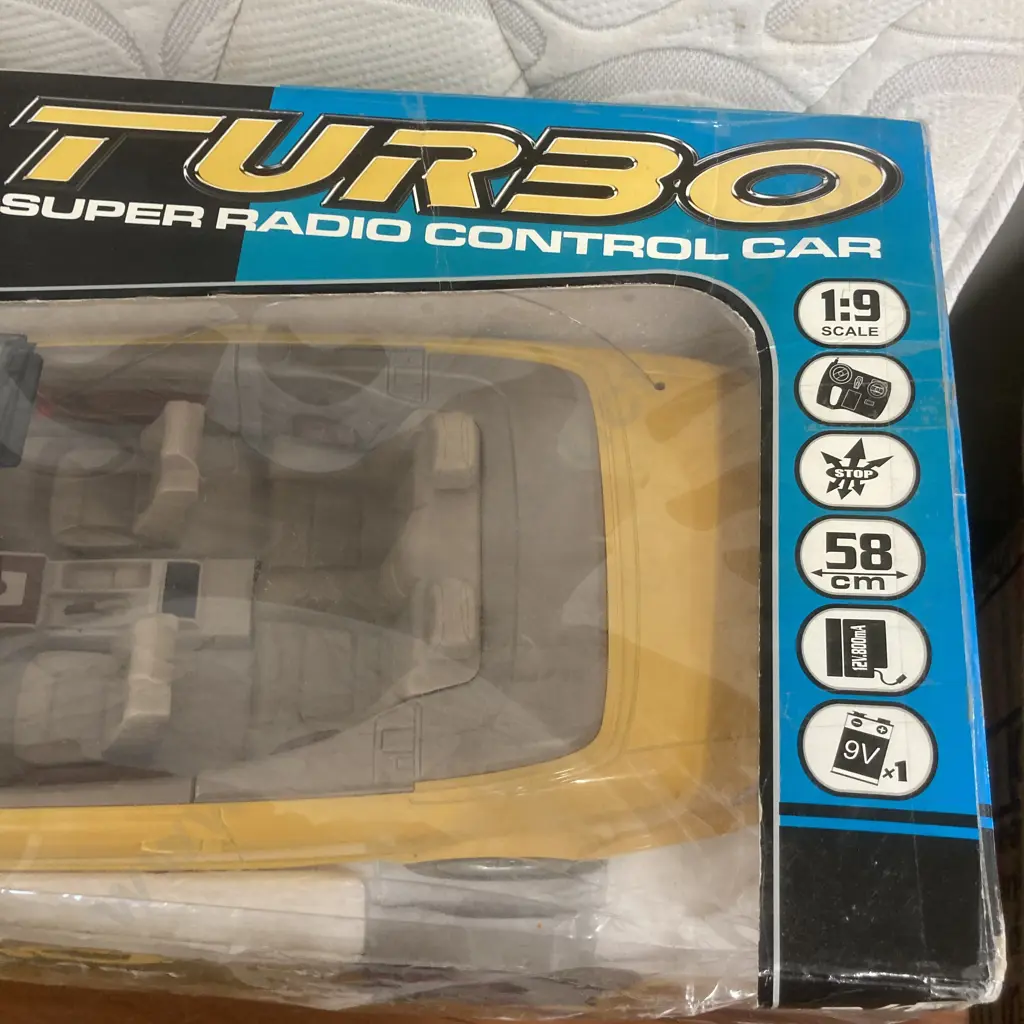 TURBO
SUPER RADIO CONTROL CAR
1:9
SCALE
STOP
58
cm
12V.800mA
9V
x1